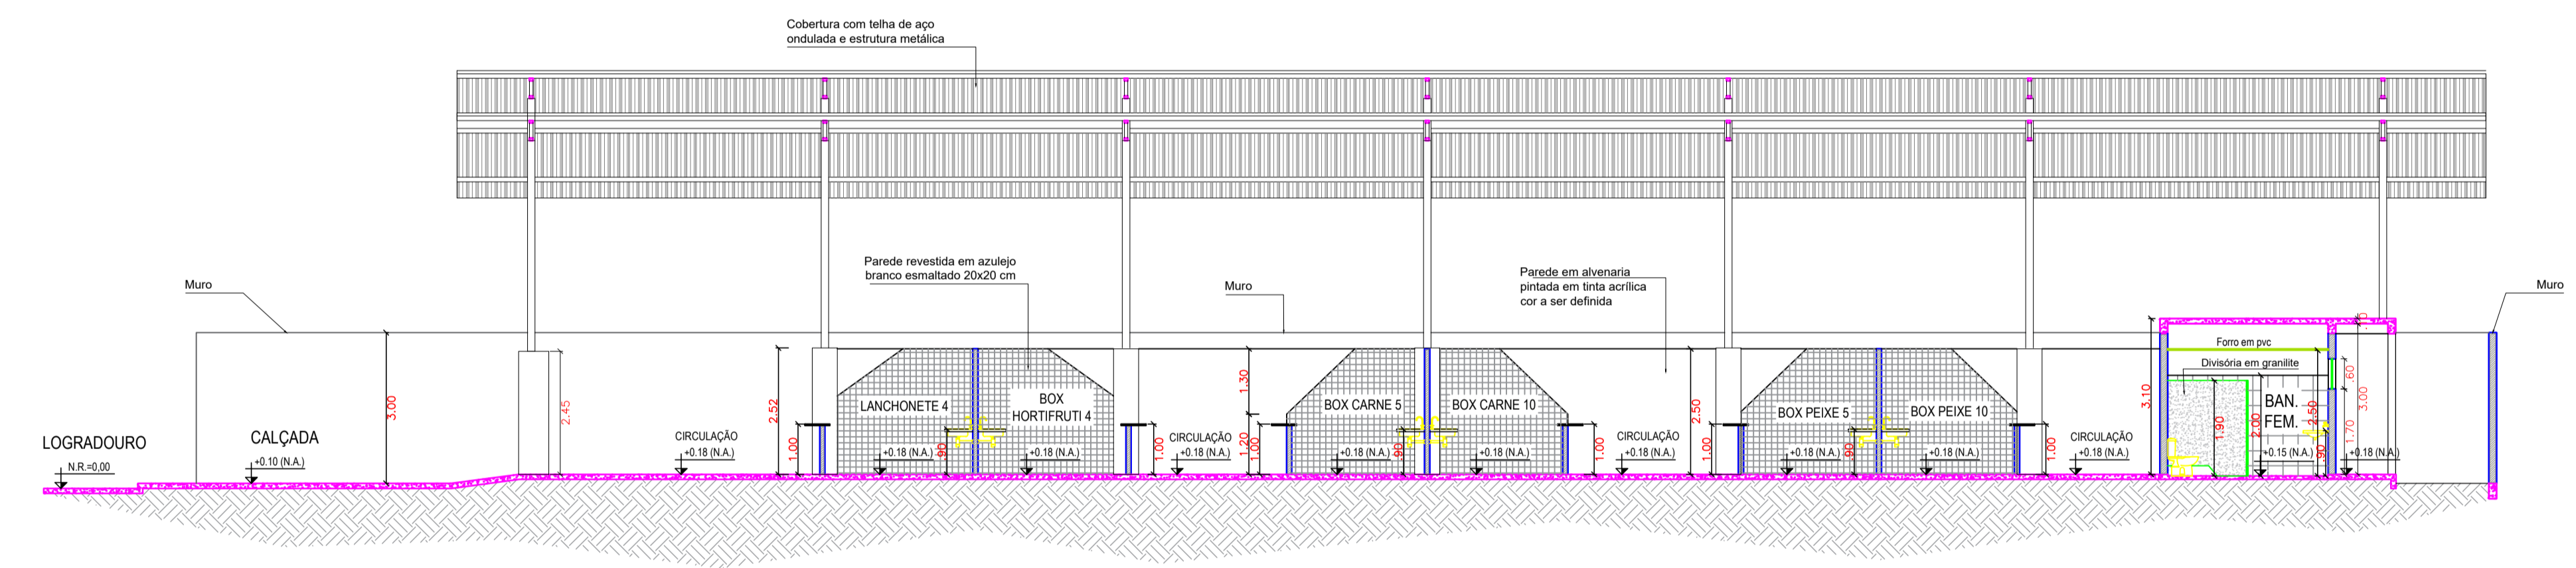 Cobertura com telha de aço
ondulada e estrutura metálica
Parede revestida em azulejo
branco esmaltado 20x20 cm
Parede em alvenaria
pintada em tinta acrílica
cor a ser definida
Muro
Muro
Muro
LOGRADOURO
N.R.=0,00
CALÇADA
+0.10 (N.A.)
3.00
2.45
CIRCULAÇÃO
+0.18 (N.A.)
2.52
1.00
LANCHONETE 4
+0.18 (N.A.)
.90
BOX
HORTIFRUTI 4
+0.18 (N.A.)
1.00
CIRCULAÇÃO
+0.18 (N.A.)
1.30
1.20
1.00
BOX CARNE 5
+0.18 (N.A.)
.90
BOX CARNE 10
+0.18 (N.A.)
1.00
CIRCULAÇÃO
+0.18 (N.A.)
2.50
1.00
BOX PEIXE 5
+0.18 (N.A.)
.90
BOX PEIXE 10
+0.18 (N.A.)
1.00
CIRCULAÇÃO
+0.18 (N.A.)
3.10
Forro em pvc
Divisória em granilite
1.90
2.00
BAN.
FEM.
+0.15 (N.A.)
2.50
.90
.60
1.70
3.00
+0.18 (N.A.)